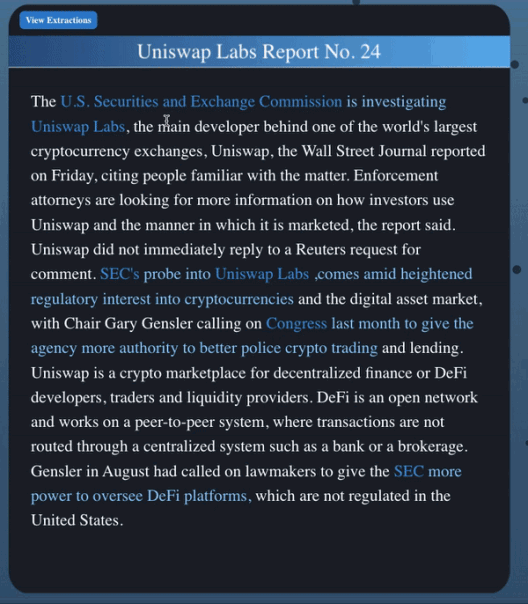 View Extractions
Uniswap Labs Report No. 24
The U.S. Securities and Exchange Commission is investigating
Uniswap Labs, the main developer behind one of the world's largest
cryptocurrency exchanges, Uniswap, the Wall Street Journal reported
on Friday, citing people familiar with the matter. Enforcement
attorneys are looking for more information on how investors use
Uniswap and the manner in which it is marketed, the report said.
Uniswap did not immediately reply to a Reuters request for
comment. SEC's probe into Uniswap Labs ,comes amid heightened
regulatory interest into cryptocurrencies and the digital asset market,
with Chair Gary Gensler calling on Congress last month to give the
agency more authority to better police crypto trading and lending.
Uniswap is a crypto marketplace for decentralized finance or DeFi
developers, traders and liquidity providers. DeFi is an open network
and works on a peer-to-peer system, where transactions are not
routed through a centralized system such as a bank or a brokerage.
Gensler in August had called on lawmakers to give the SEC more
power to oversee DeFi platforms, which are not regulated in the
United States.